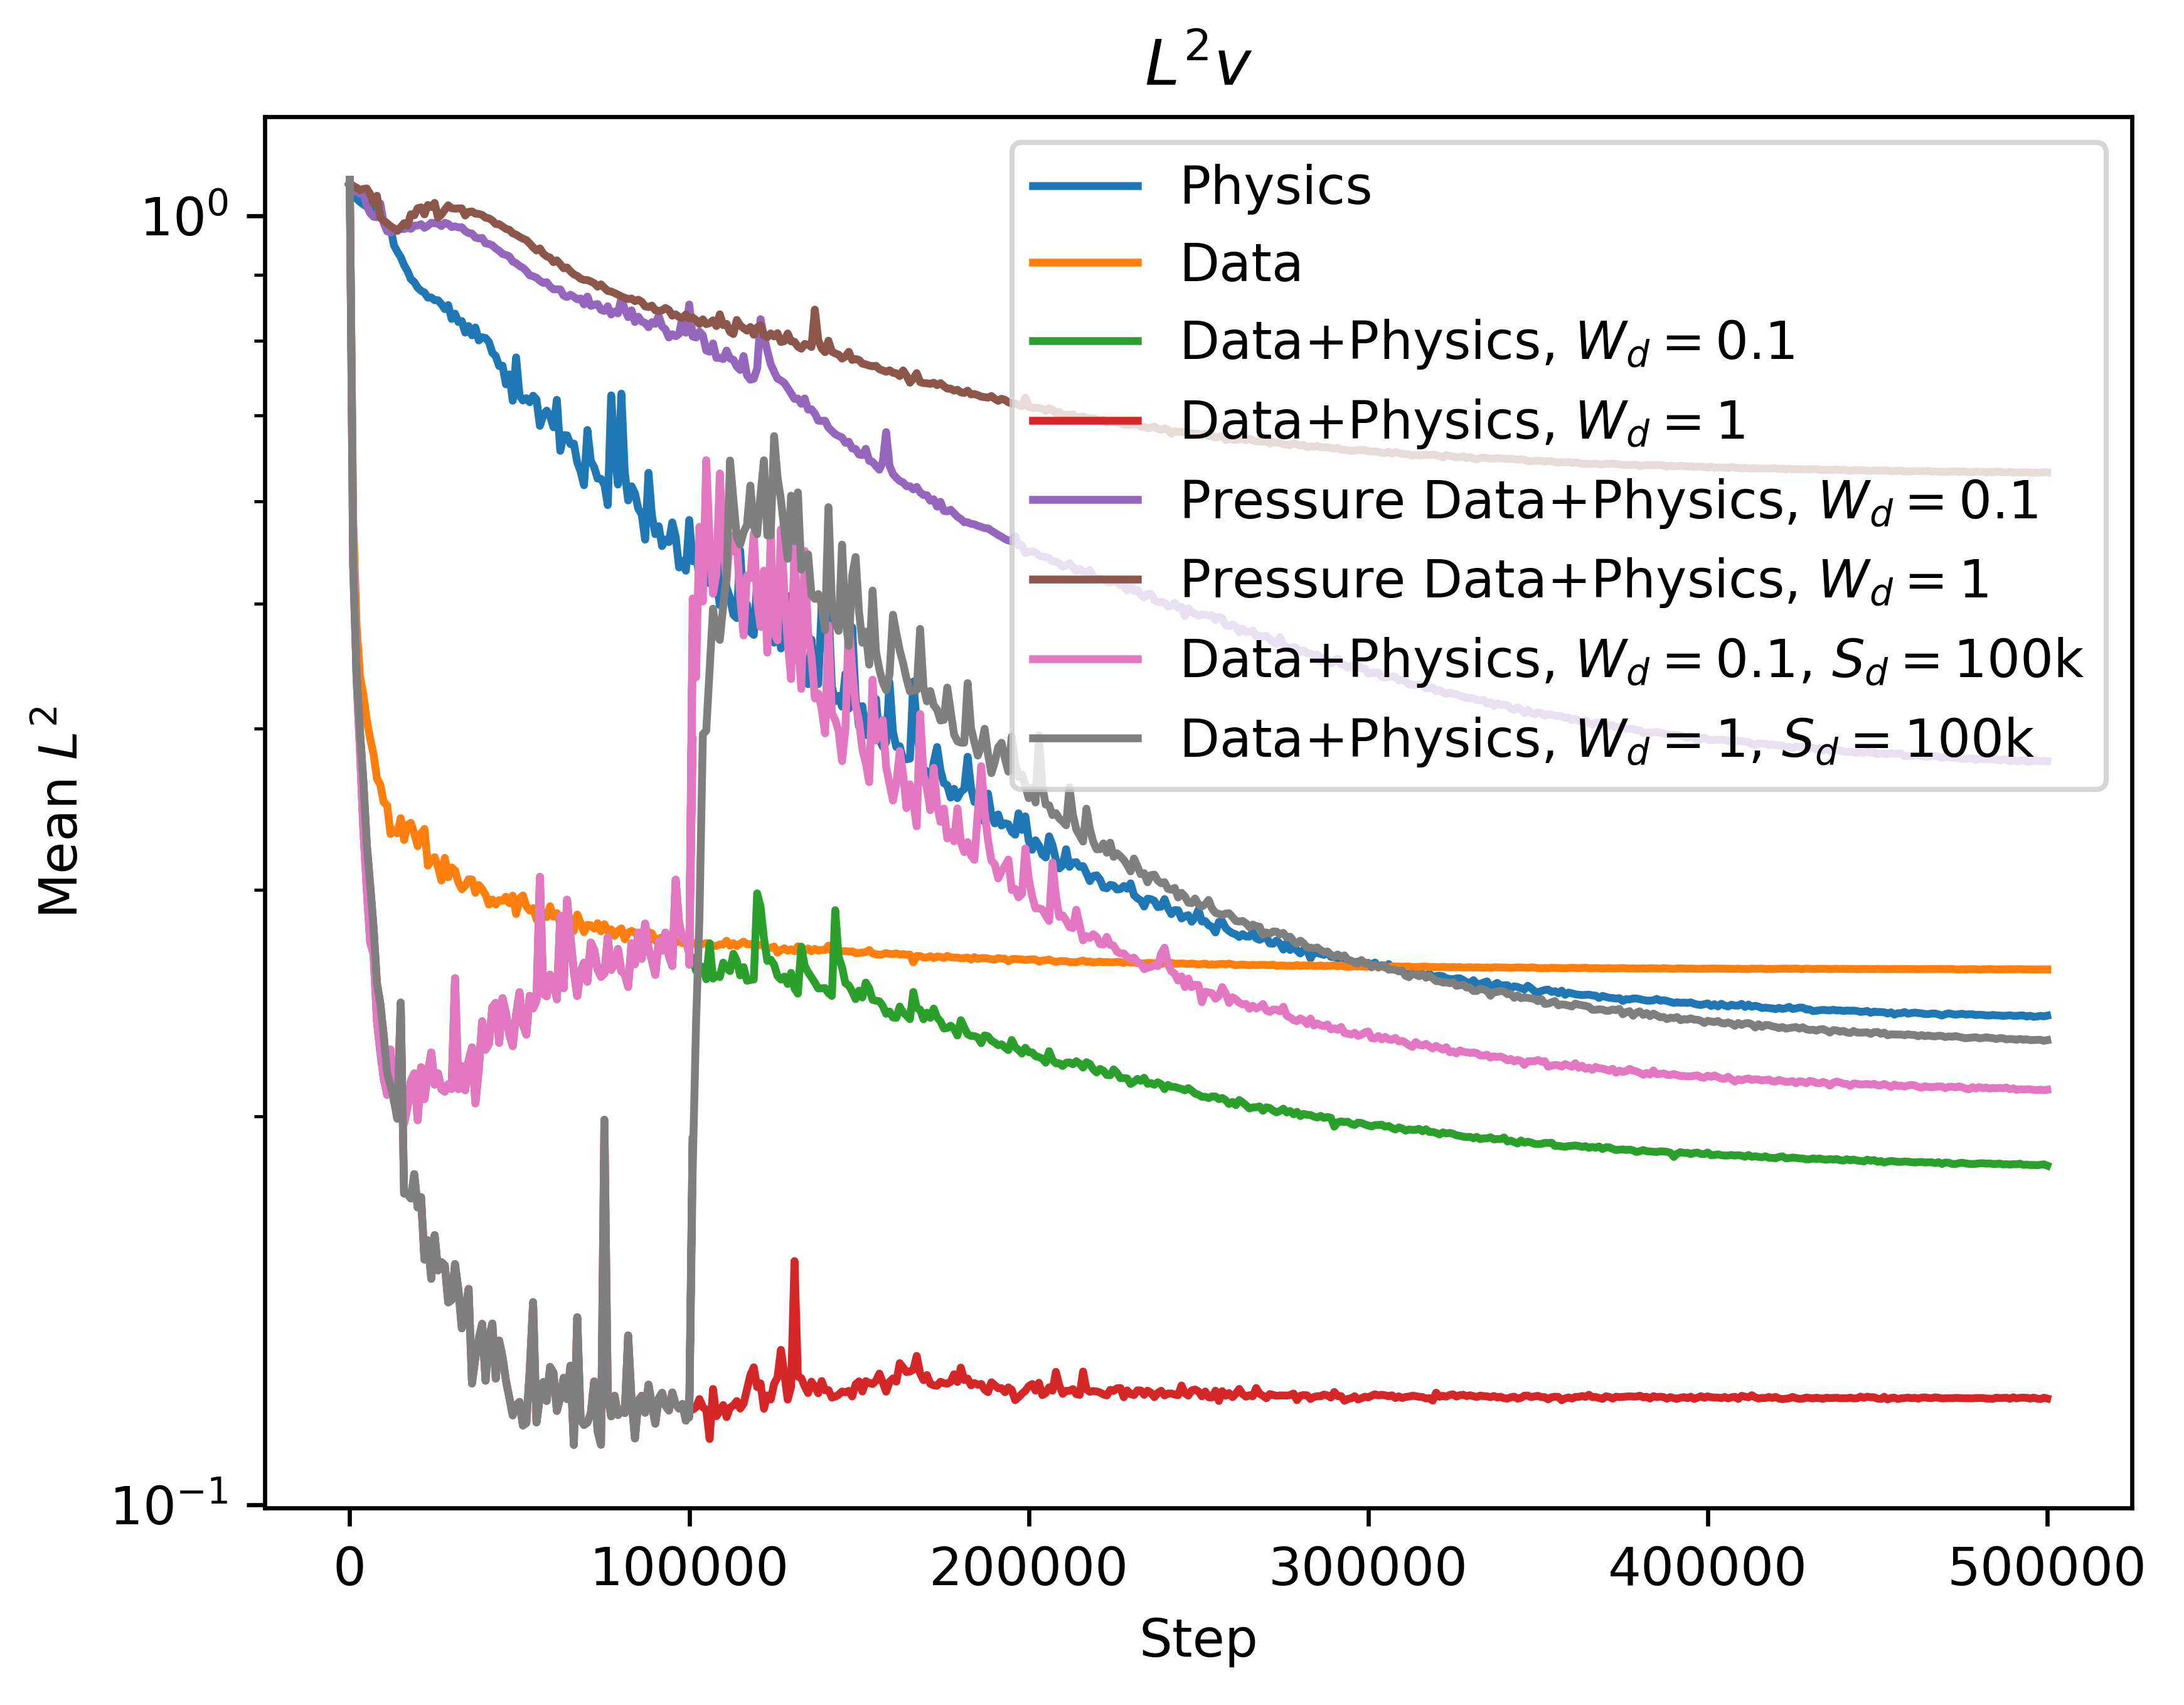 L² v
10⁰
10⁻¹
Mean L²
Physics
Data
Data+Physics, W_d = 0.1
Data+Physics, W_d = 1
Pressure Data+Physics, W_d = 0.1
Pressure Data+Physics, W_d = 1
Data+Physics, W_d = 0.1, S_d = 100k
Data+Physics, W_d = 1, S_d = 100k
0 100000 200000 300000 400000 500000
Step